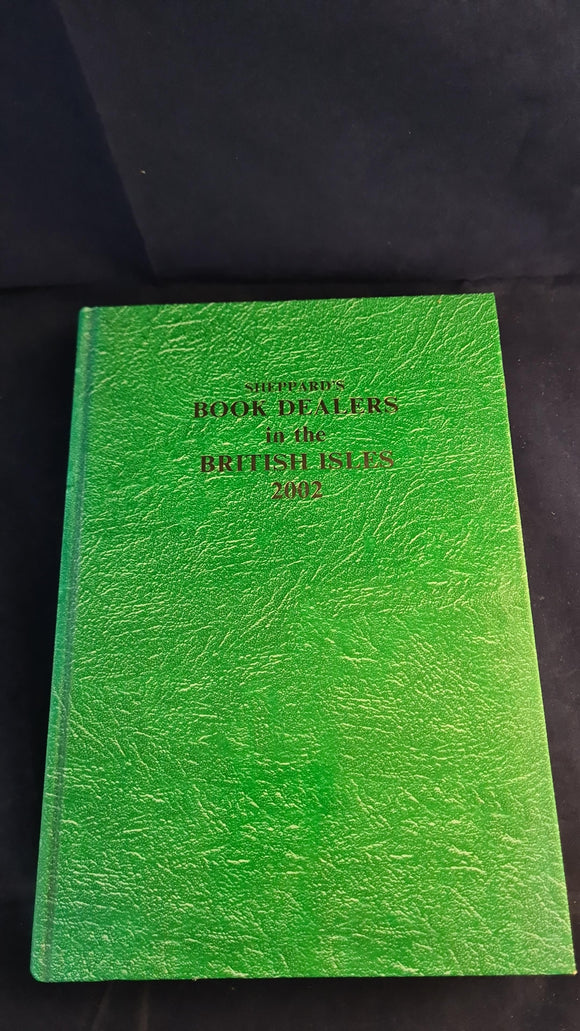 SHEPPARD'S
BOOK DEALERS
in the
BRITISH ISLES
2002